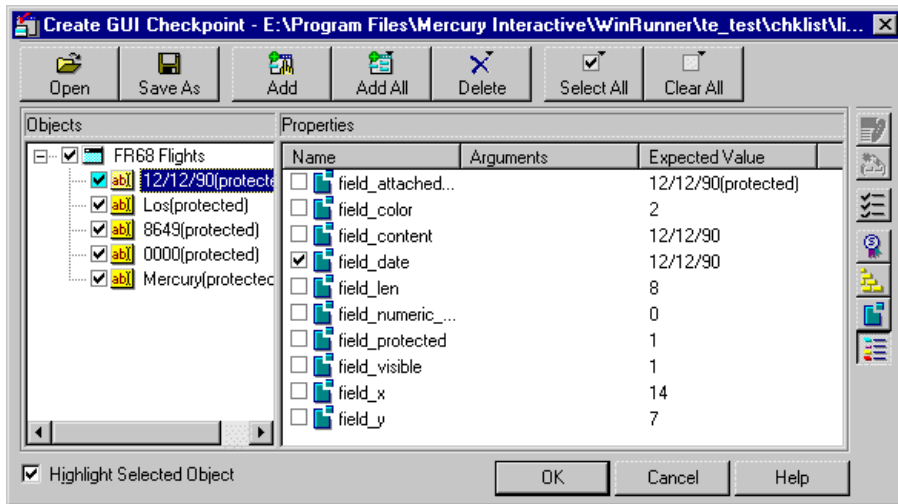 Create GUI Checkpoint - E:\Program Files\Mercury Interactive\WinRunner\te_test\chklist\li...
Open Save As Add Add All Delete Select All Clear All
Objects
FR68 Flights
12/12/90(protecte
Los(protected)
8649(protected)
0000(protected)
Mercury(protected
Properties
Name Arguments Expected Value
field_attached... 12/12/90(protected)
field_color 2
field_content 12/12/90
field_date 12/12/90
field_len 8
field_numeric_... 0
field_protected 1
field_visible 1
field_x 14
field_y 7
Highlight Selected Object
OK Cancel Help